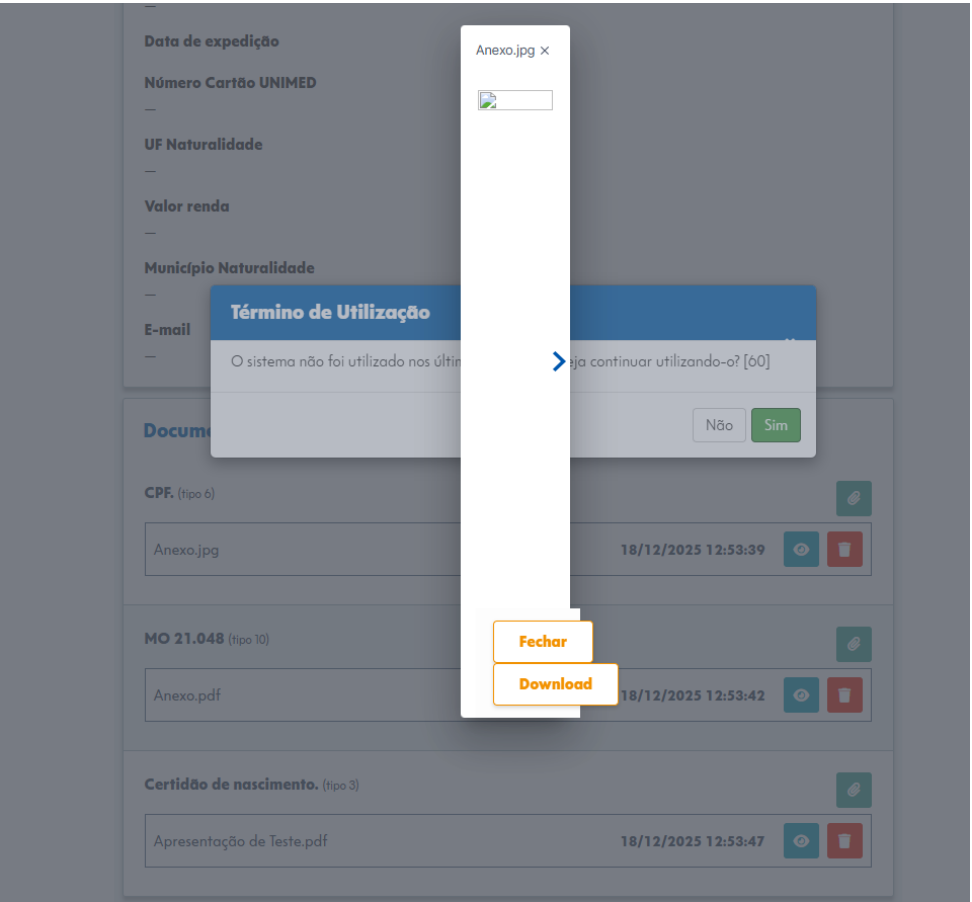 Data de expedição
Anexo.jpg ×
Número Cartão UNIMED
—
UF Naturalidade
—
Valor renda
—
Município Naturalidade
—
Término de Utilização
E-mail
—
O sistema não foi utilizado nos últim
eja continuar utilizando-o? [60]
Não
Sim
Docume
CPF. (tipo 6)
Anexo.jpg
18/12/2025 12:53:39
MO 21.048 (tipo 10)
Fechar
Download
Anexo.pdf
18/12/2025 12:53:42
Certidão de nascimento. (tipo 3)
Apresentação de Teste.pdf
18/12/2025 12:53:47